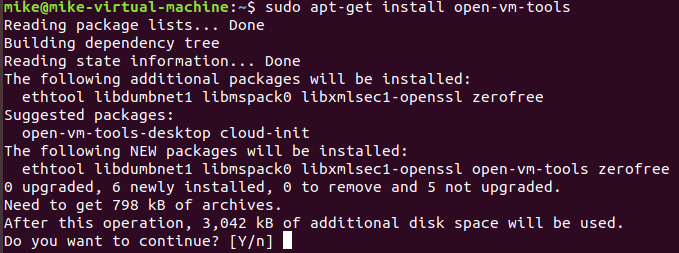 mike@mike-virtual-machine:~$ sudo apt-get install open-vm-tools
Reading package lists... Done
Building dependency tree
Reading state information... Done
The following additional packages will be installed:
  ethtool libdumbnet1 libmspack0 libxmlsec1-openssl zerofree
Suggested packages:
  open-vm-tools-desktop cloud-init
The following NEW packages will be installed:
  ethtool libdumbnet1 libmspack0 libxmlsec1-openssl open-vm-tools zerofree
0 upgraded, 6 newly installed, 0 to remove and 5 not upgraded.
Need to get 798 kB of archives.
After this operation, 3,042 kB of additional disk space will be used.
Do you want to continue? [Y/n]